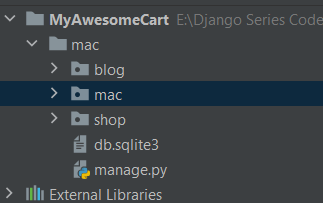 MyAwesomeCart E:\Django Series Code
mac
blog
mac
shop
db.sqlite3
manage.py
External Libraries